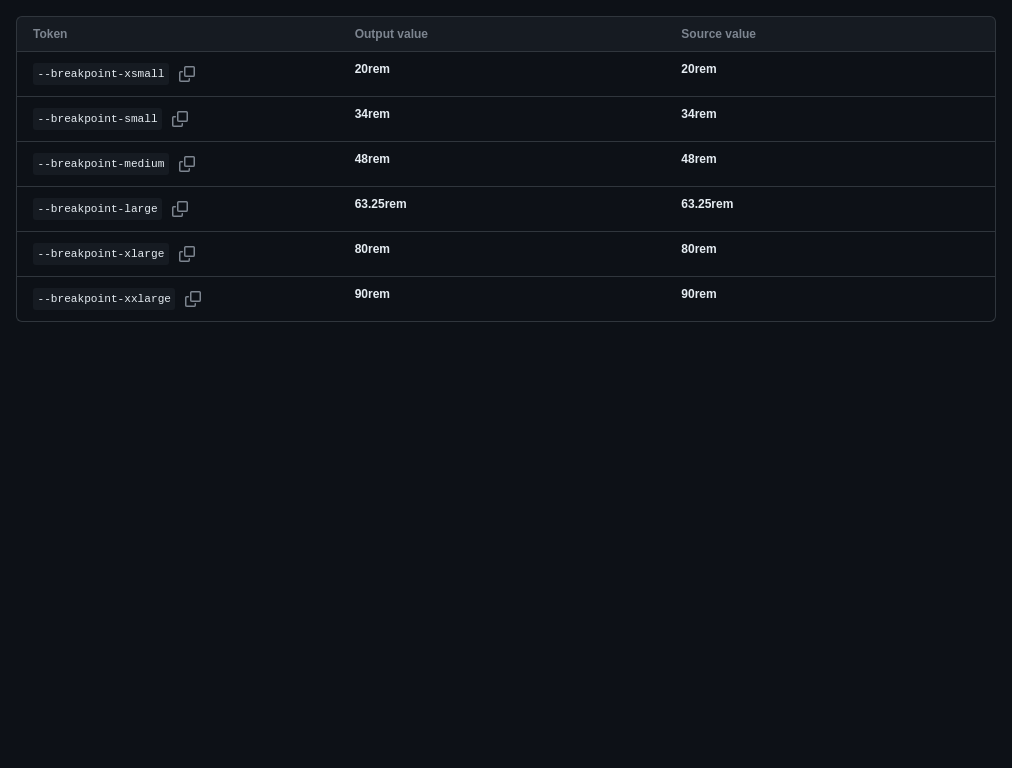 Token Output value Source value
--breakpoint-xsmall 20rem 20rem
--breakpoint-small 34rem 34rem
--breakpoint-medium 48rem 48rem
--breakpoint-large 63.25rem 63.25rem
--breakpoint-xlarge 80rem 80rem
--breakpoint-xxlarge 90rem 90rem